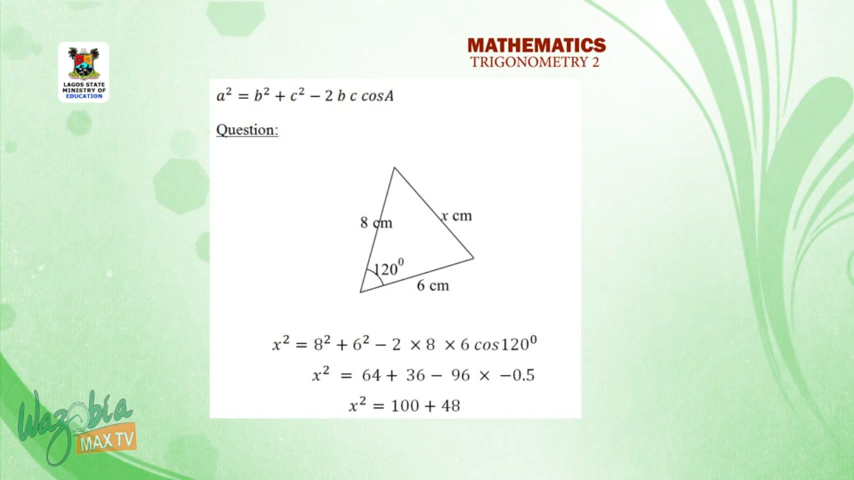 MATHEMATICS
TRIGONOMETRY 2
LAGOS STATE
MINISTRY OF
EDUCATION
a² = b² + c² − 2 b c cosA
Question:
8 cm
x cm
120⁰
6 cm
x² = 8² + 6² − 2 × 8 × 6 cos120⁰
x² = 64 + 36 − 96 × −0.5
x² = 100 + 48
Wazobia
MAX TV